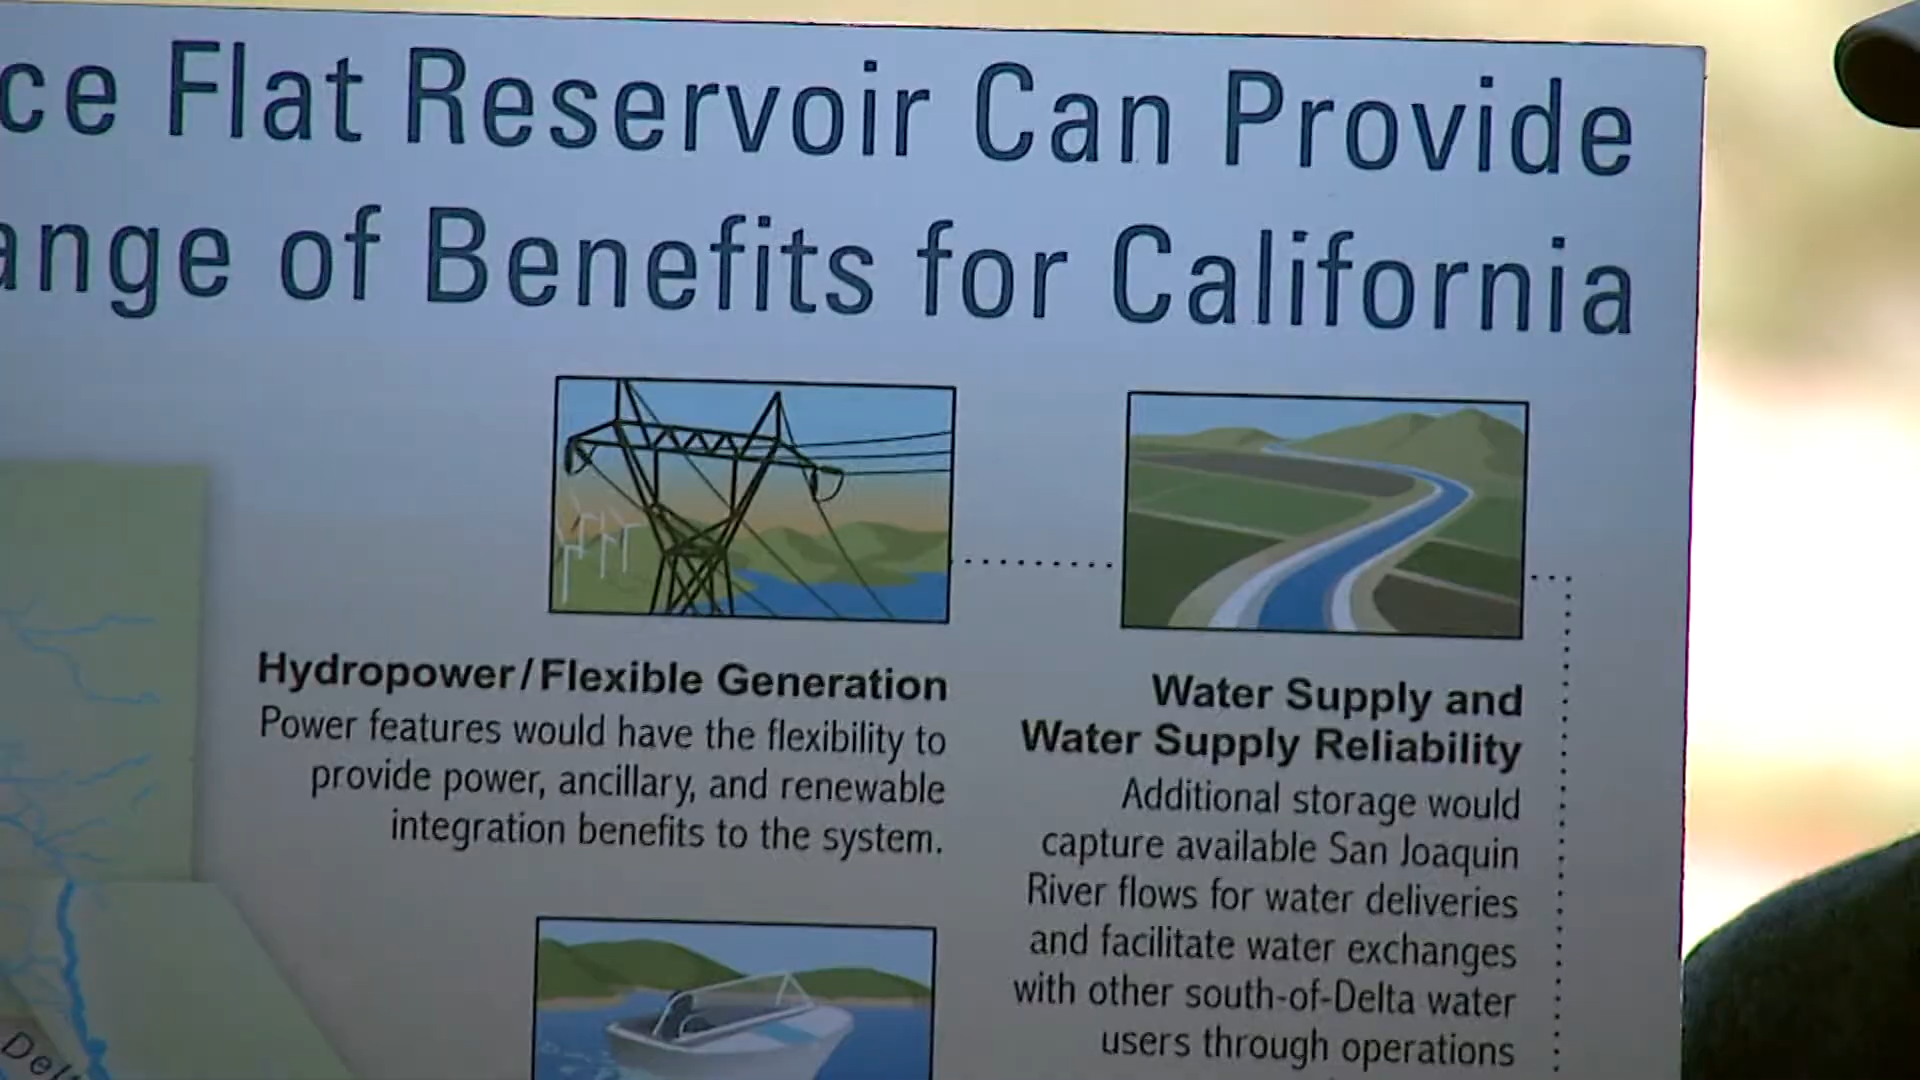 ce Flat Reservoir Can Provide
ange of Benefits for California
Hydropower/Flexible Generation
Power features would have the flexibility to
provide power, ancillary, and renewable
integration benefits to the system.
Water Supply and
Water Supply Reliability
Additional storage would
capture available San Joaquin
River flows for water deliveries
and facilitate water exchanges
with other south-of-Delta water
users through operations
Delt